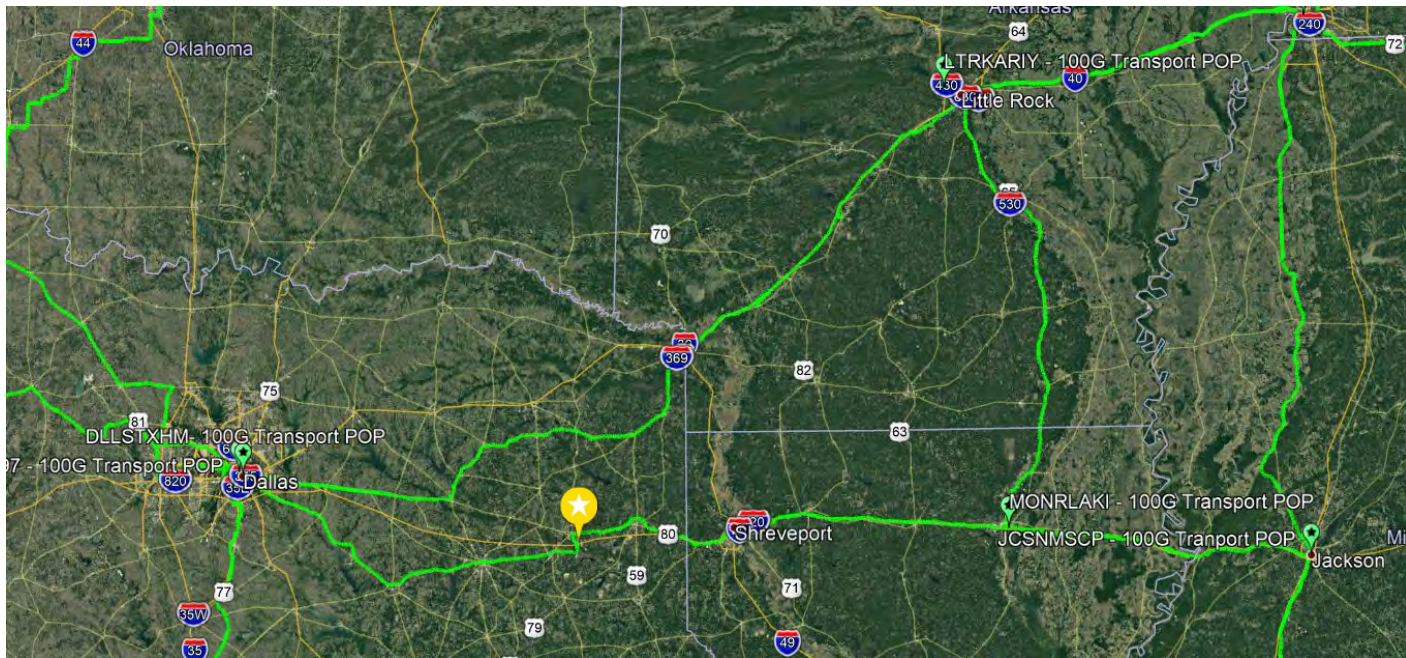 Arkansas
64
240
72
44
Oklahoma
LTRKARIY - 100G Transport POP
430
40
Little Rock
530
70
369
82
75
63
81
DLLSTXHM- 100G Transport POP
97 - 100G Transport POP
820
Dallas
MONRLAKI - 100G Transport POP
80
Shreveport
JCSNMSCP - 100G Tranport POP
Jackson
Mi
59
71
77
35W
79
35
49